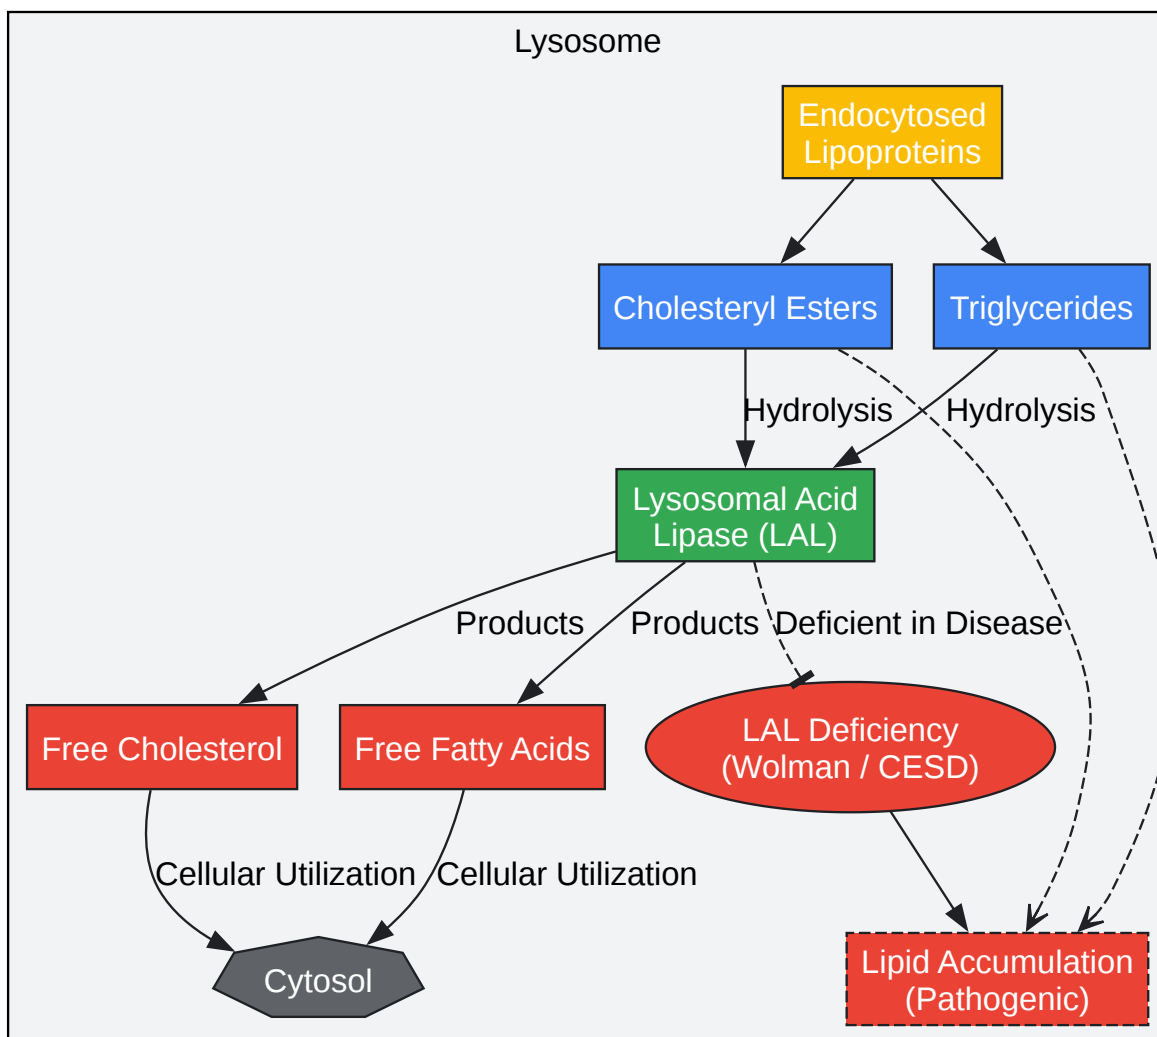 Lysosome
Endocytosed
Lipoproteins
Cholesteryl Esters
Triglycerides
Hydrolysis
Hydrolysis
Lysosomal Acid
Lipase (LAL)
Products
Products
Deficient in Disease
Free Cholesterol
Free Fatty Acids
LAL Deficiency
(Wolman / CESD)
Cellular Utilization
Cellular Utilization
Cytosol
Lipid Accumulation
(Pathogenic)